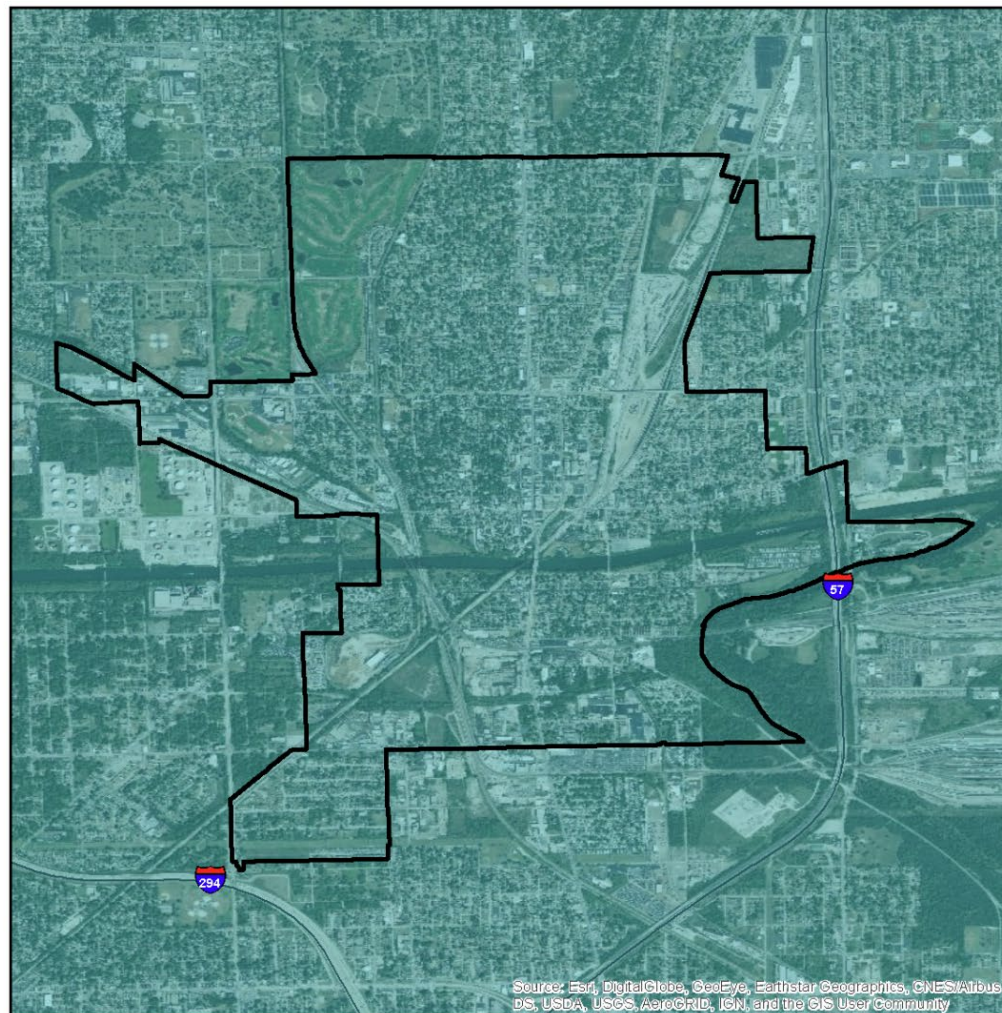 57
294
Source: Esri, DigitalGlobe, GeoEye, Earthstar Geographics, CNES/Airbus
DS, USDA, USGS, AeroGRID, IGN, and the GIS User Community